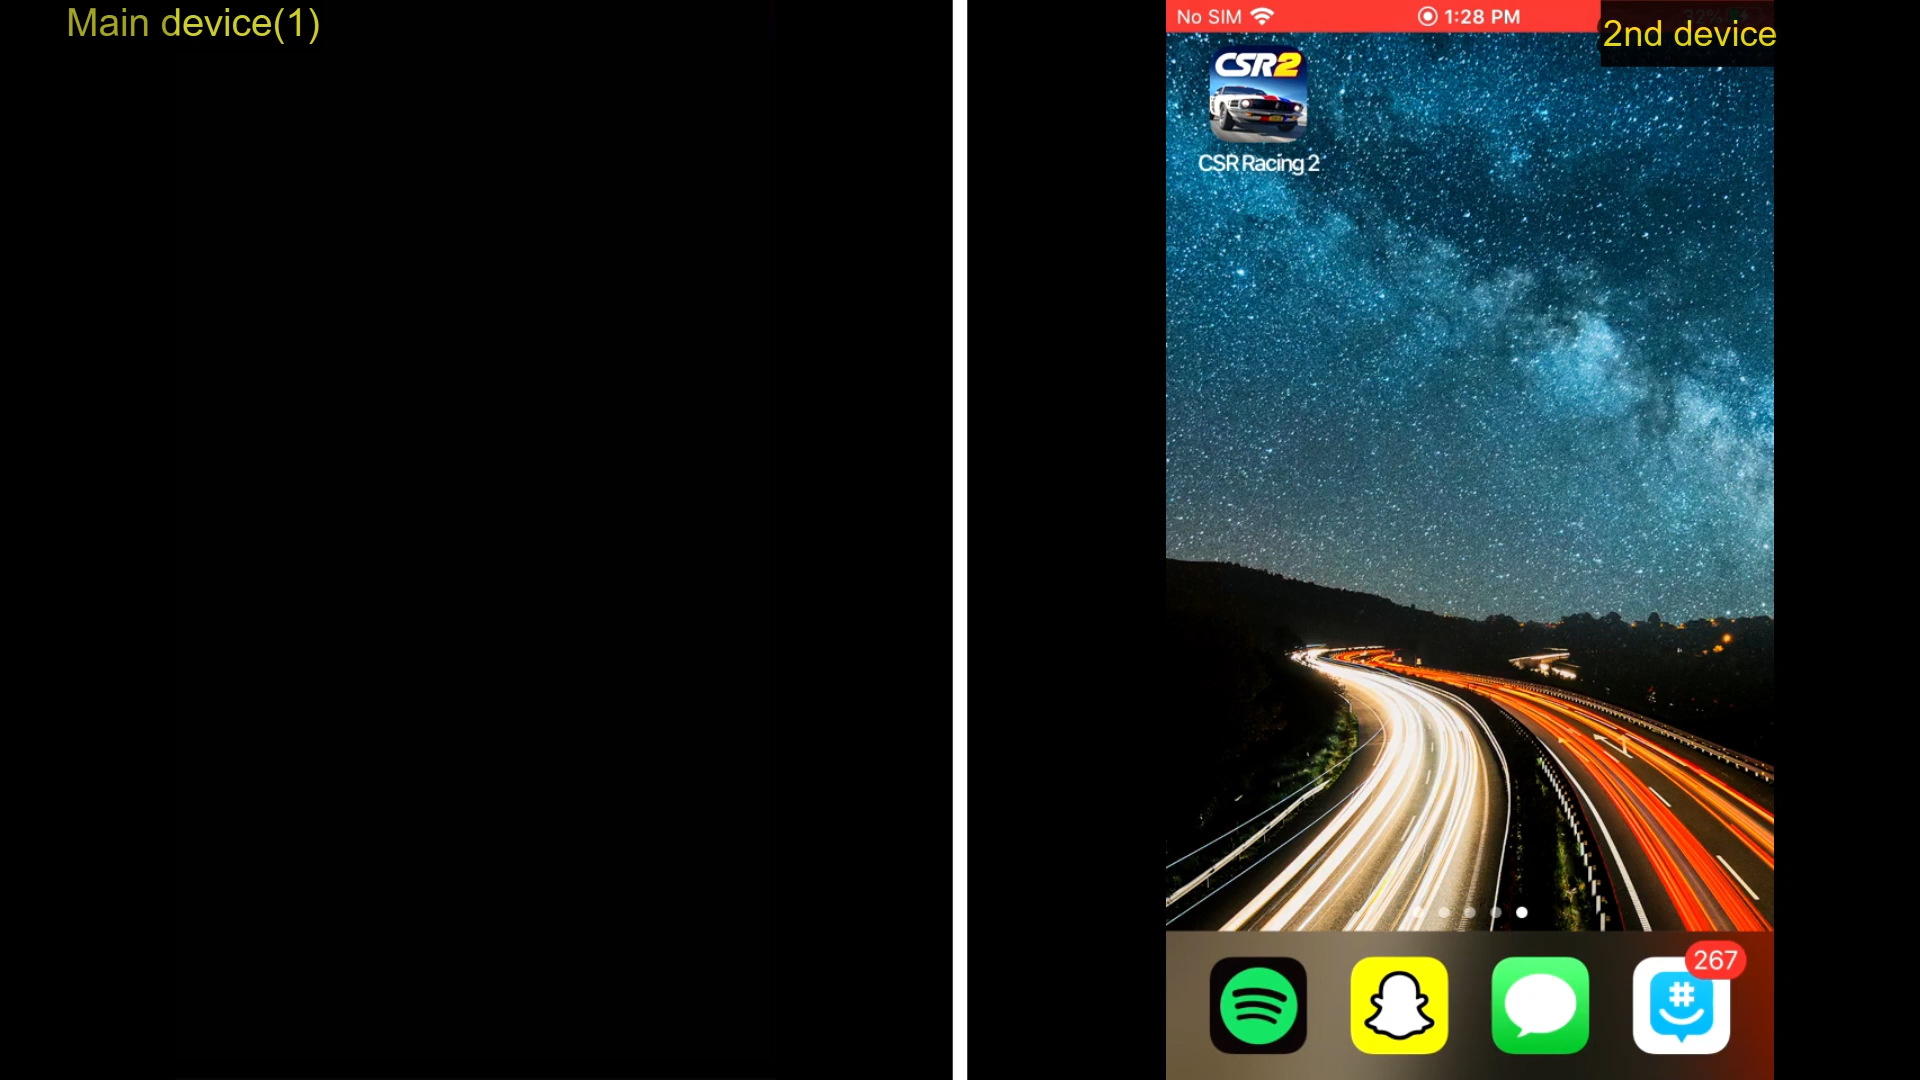 Main device(1)
No SIM
1:28 PM
2nd device
CSR2
CSR Racing 2
267
#